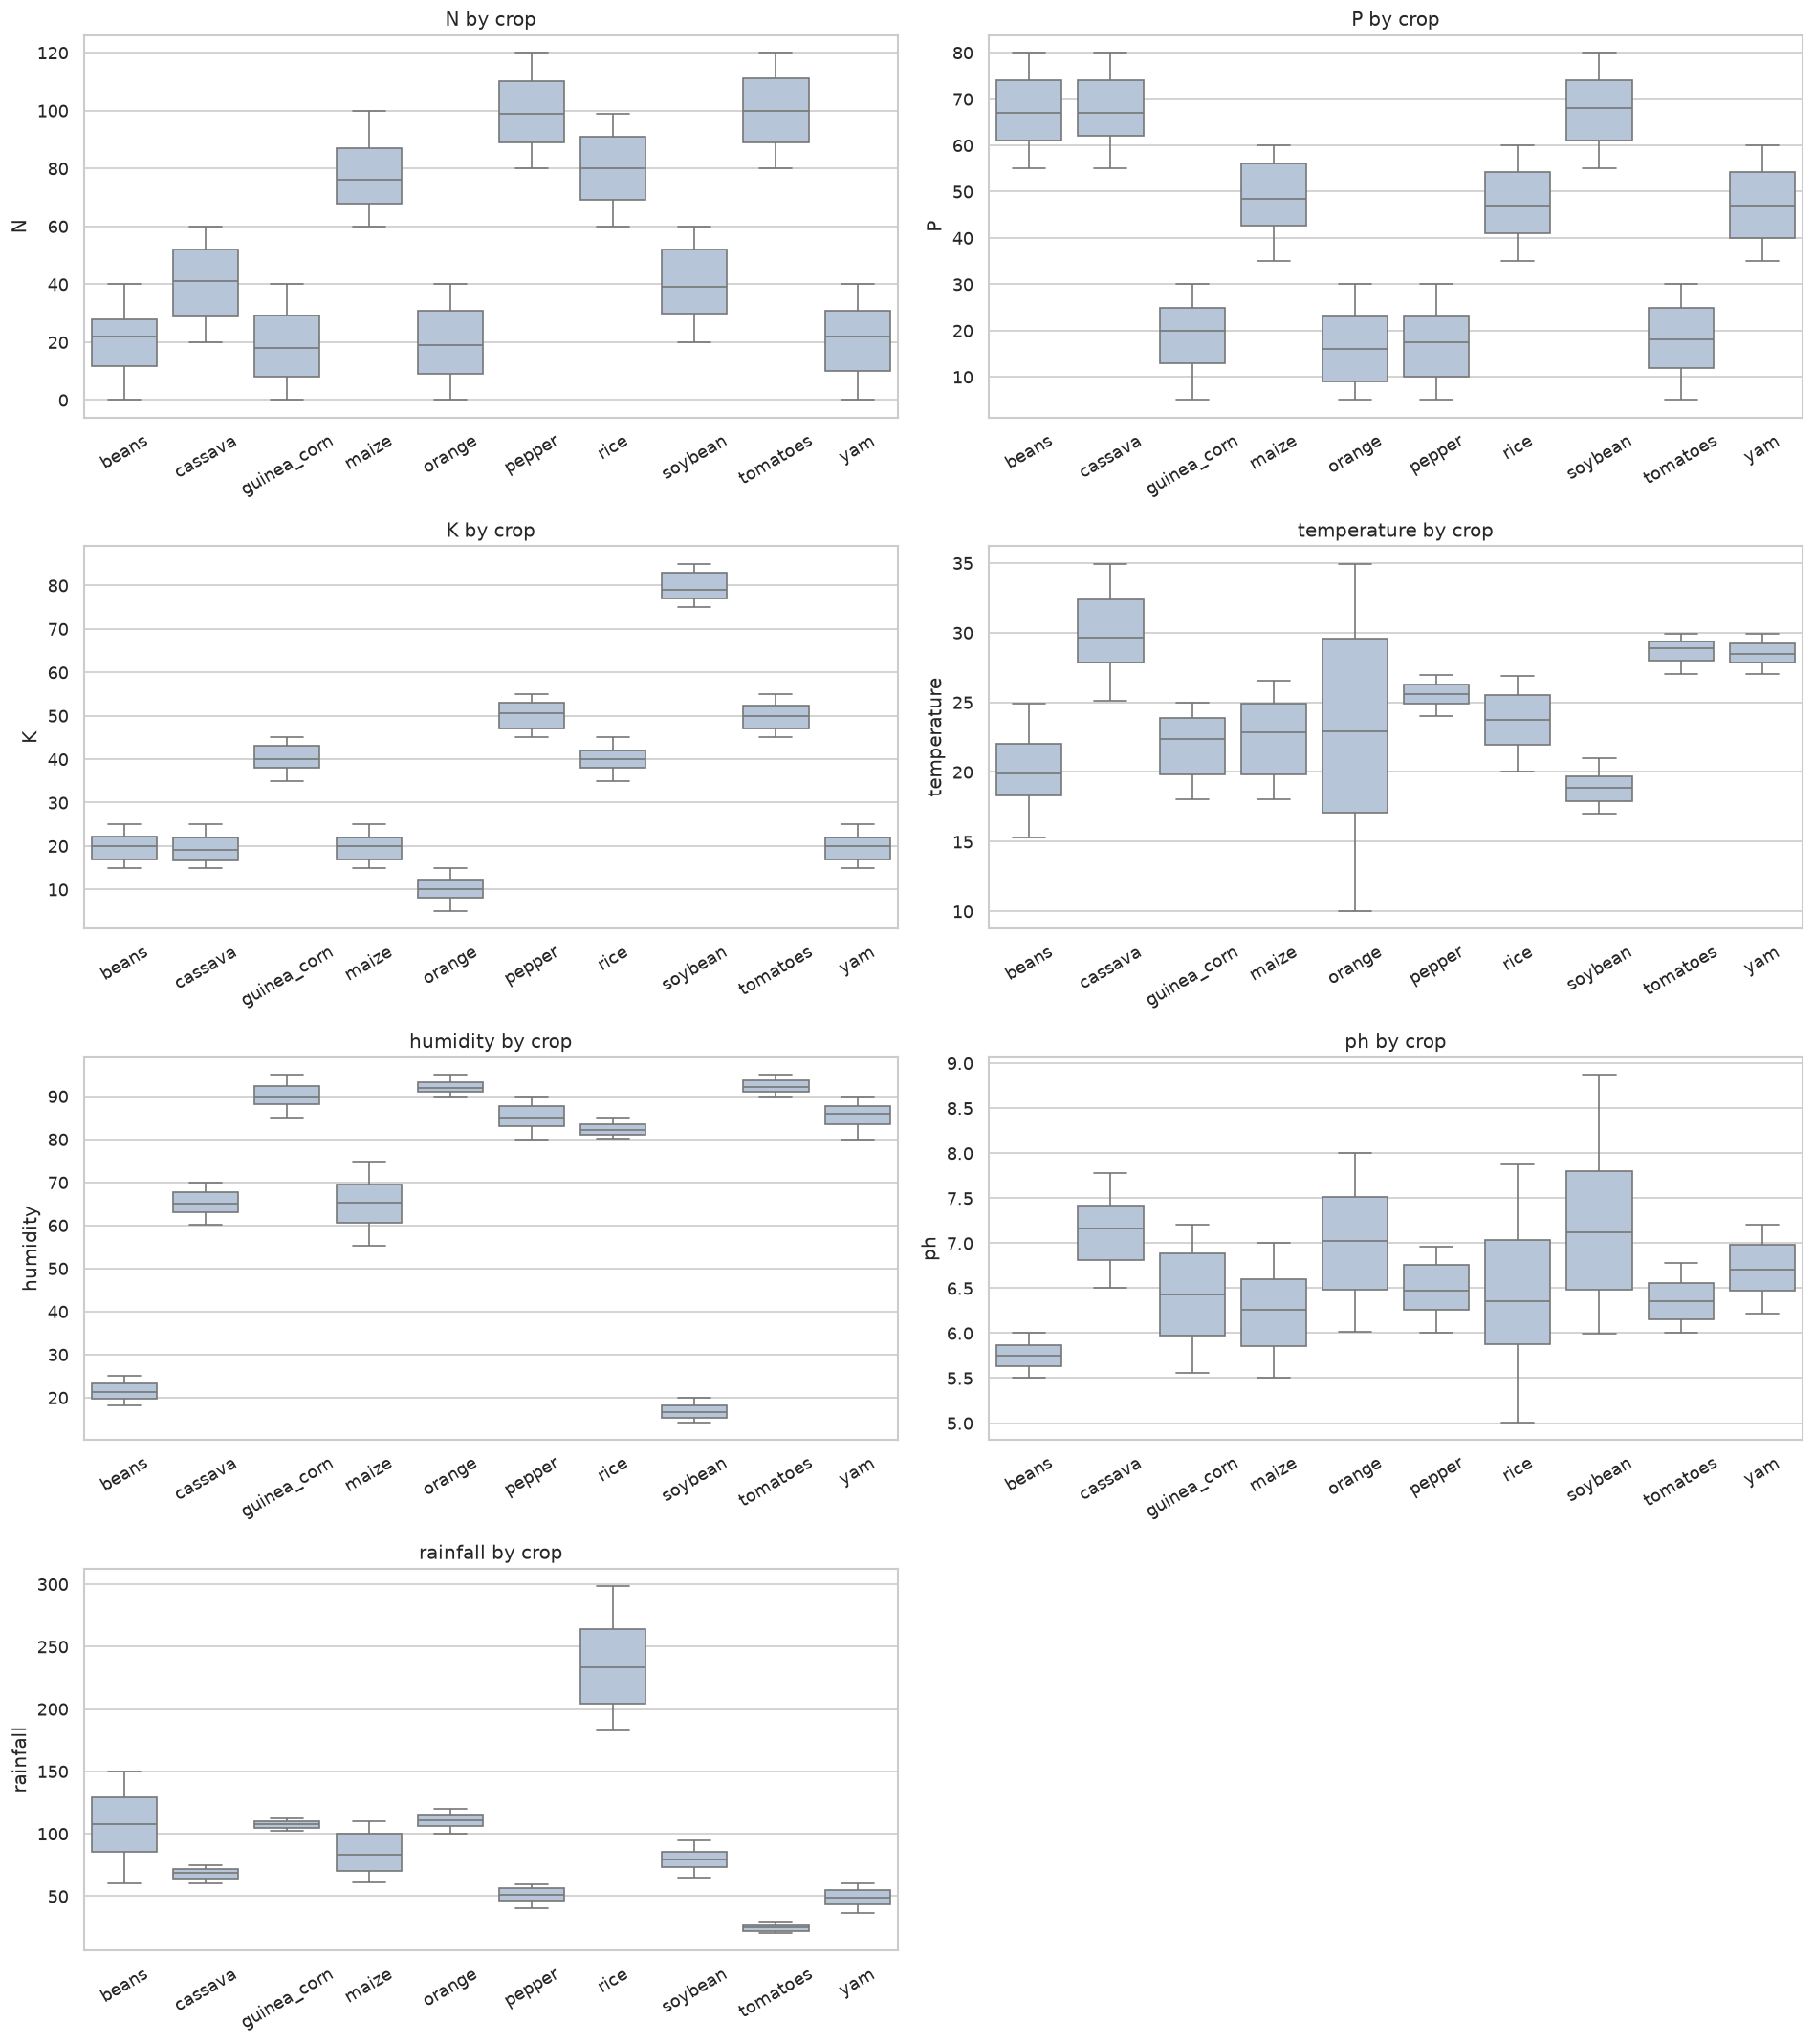 N by crop
N
120
100
80
60
40
20
0
beans cassava guinea_corn maize orange pepper rice soybean tomatoes yam
P by crop
P
80
70
60
50
40
30
20
10
beans cassava guinea_corn maize orange pepper rice soybean tomatoes yam
K by crop
K
80
70
60
50
40
30
20
10
beans cassava guinea_corn maize orange pepper rice soybean tomatoes yam
temperature by crop
temperature
35
30
25
20
15
10
beans cassava guinea_corn maize orange pepper rice soybean tomatoes yam
humidity by crop
humidity
90
80
70
60
50
40
30
20
beans cassava guinea_corn maize orange pepper rice soybean tomatoes yam
ph by crop
ph
9.0
8.5
8.0
7.5
7.0
6.5
6.0
5.5
5.0
beans cassava guinea_corn maize orange pepper rice soybean tomatoes yam
rainfall by crop
rainfall
300
250
200
150
100
50
beans cassava guinea_corn maize orange pepper rice soybean tomatoes yam